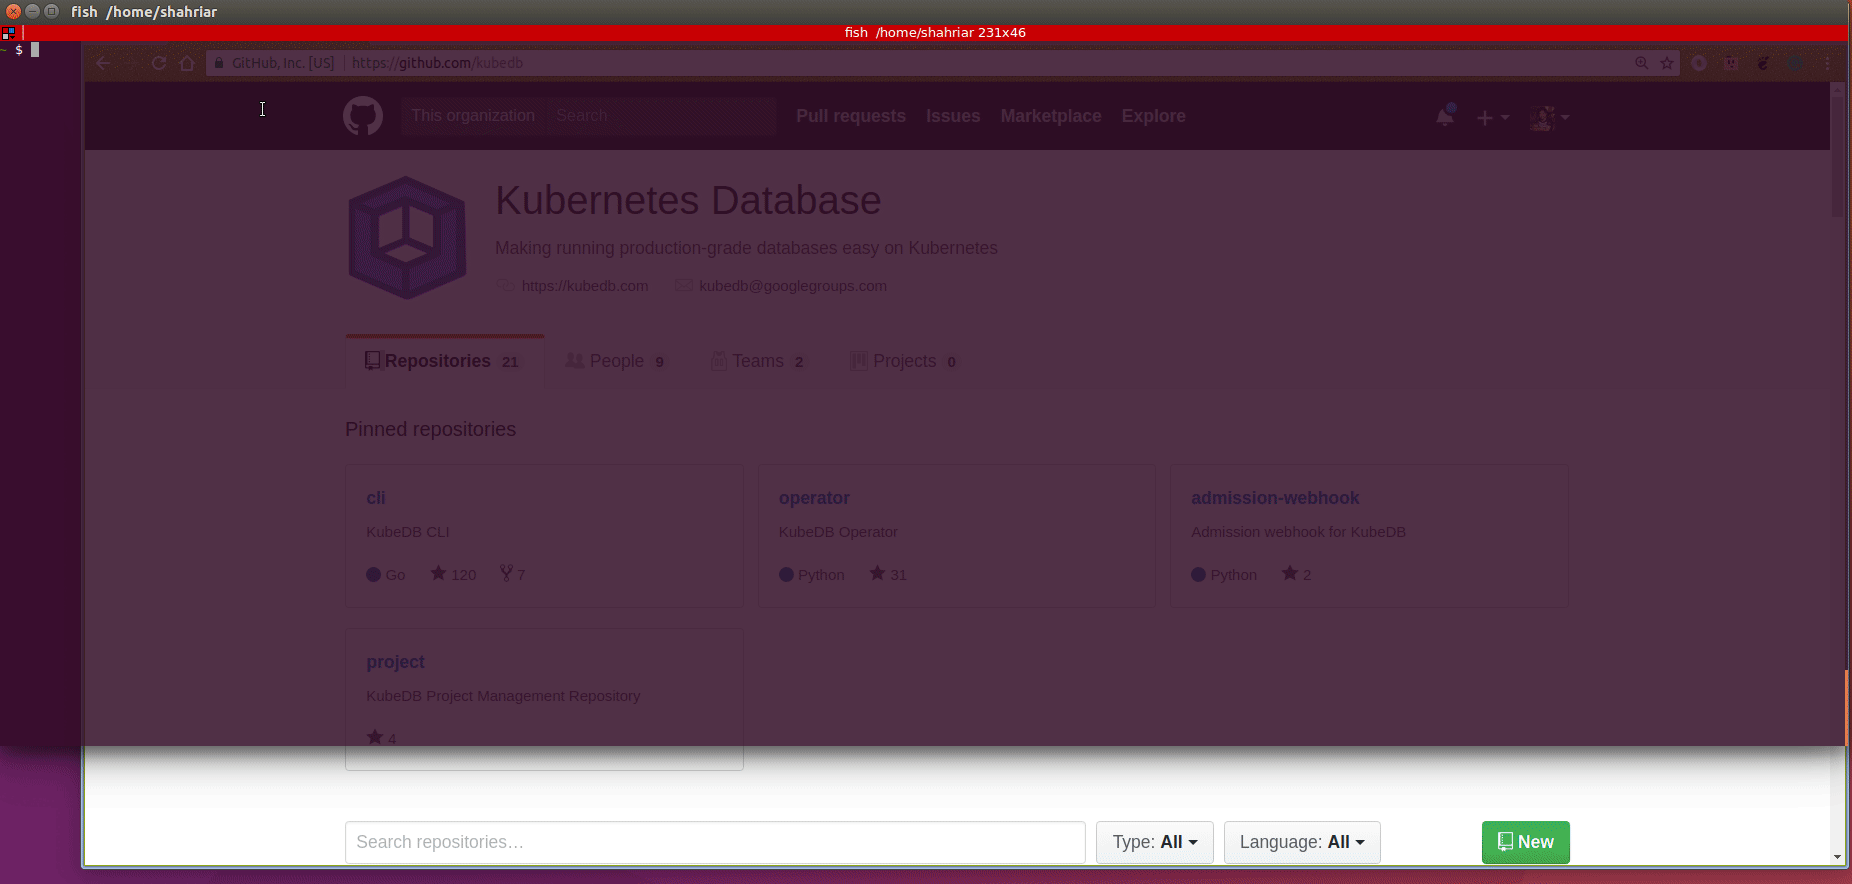 fish /home/shahriar
fish /home/shahriar 231x46
~ $
GitHub, Inc. [US] | https://github.com/kubedb
This organization Search Pull requests Issues Marketplace Explore
Kubernetes Database
Making running production-grade databases easy on Kubernetes
https://kubedb.com kubedb@googlegroups.com
Repositories 21 People 9 Teams 2 Projects 0
Pinned repositories
cli operator admission-webhook
KubeDB CLI KubeDB Operator Admission webhook for KubeDB
Go 120 7 Python 31 Python 2
project
KubeDB Project Management Repository
4
Search repositories… Type: All Language: All New